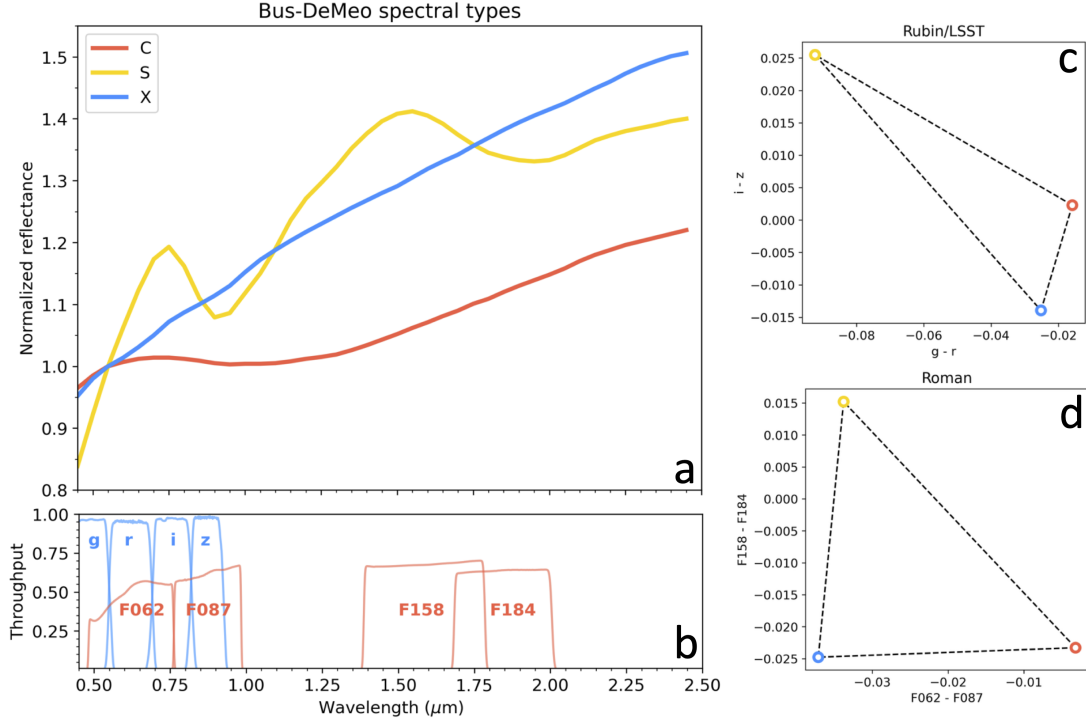 Bus-DeMeo spectral types
C
S
X
Normalized reflectance
1.5
1.4
1.3
1.2
1.1
1.0
0.9
0.8
a
Throughput
1.00
0.75
0.50
0.25
g r i z
F062 F087 F158 F184
b
0.50 0.75 1.00 1.25 1.50 1.75 2.00 2.25 2.50
Wavelength (μm)
Rubin/LSST
c
i - z
0.025
0.020
0.015
0.010
0.005
0.000
−0.005
−0.010
−0.015
−0.08 −0.06 −0.04 −0.02
g - r
Roman
d
F158 - F184
0.015
0.010
0.005
0.000
−0.005
−0.010
−0.015
−0.020
−0.025
−0.03 −0.02 −0.01
F062 - F087